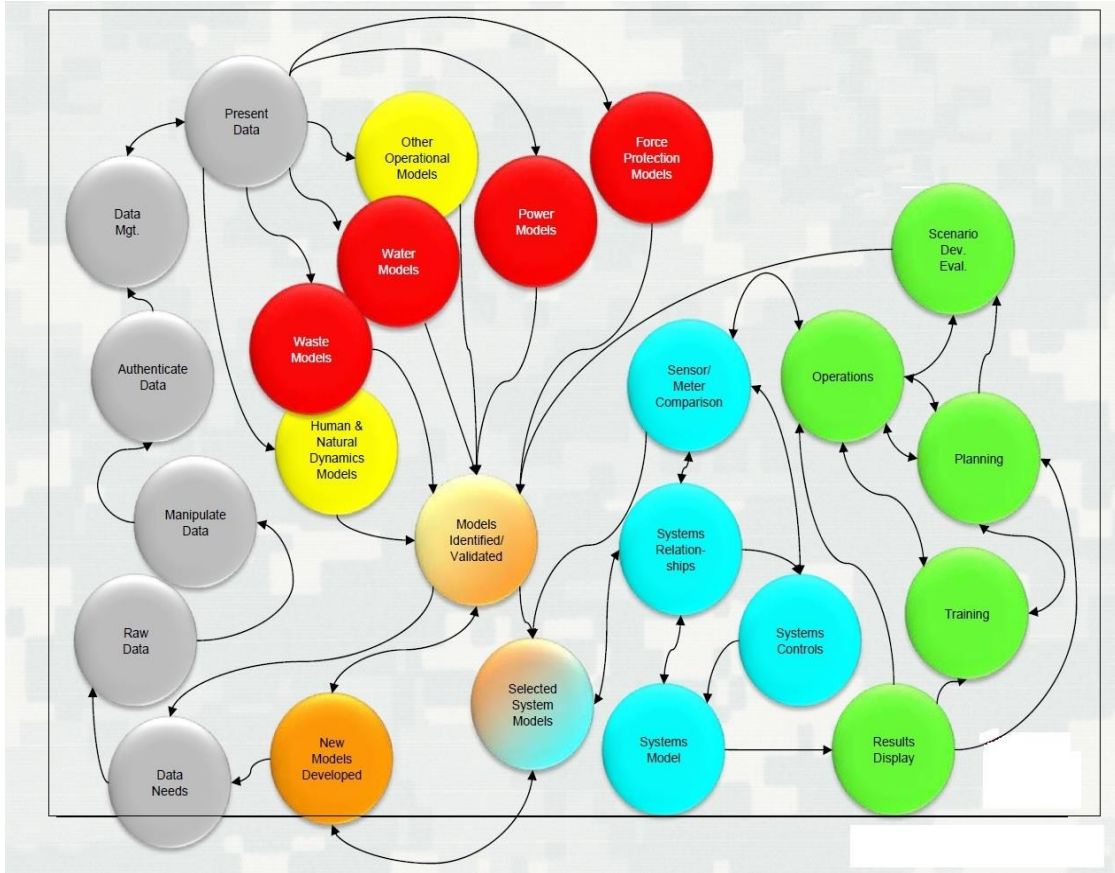 Present
Data
Other
Operational
Models
Force
Protection
Models
Data
Mgt.
Water
Models
Power
Models
Scenario
Dev.
Eval.
Authenticate
Data
Waste
Models
Sensor/
Meter
Comparison
Operations
Human &
Natural
Dynamics
Models
Planning
Manipulate
Data
Models
Identified/
Validated
Systems
Relation-
ships
Raw
Data
Systems
Controls
Training
Selected
System
Models
Data
Needs
New
Models
Developed
Systems
Model
Results
Display